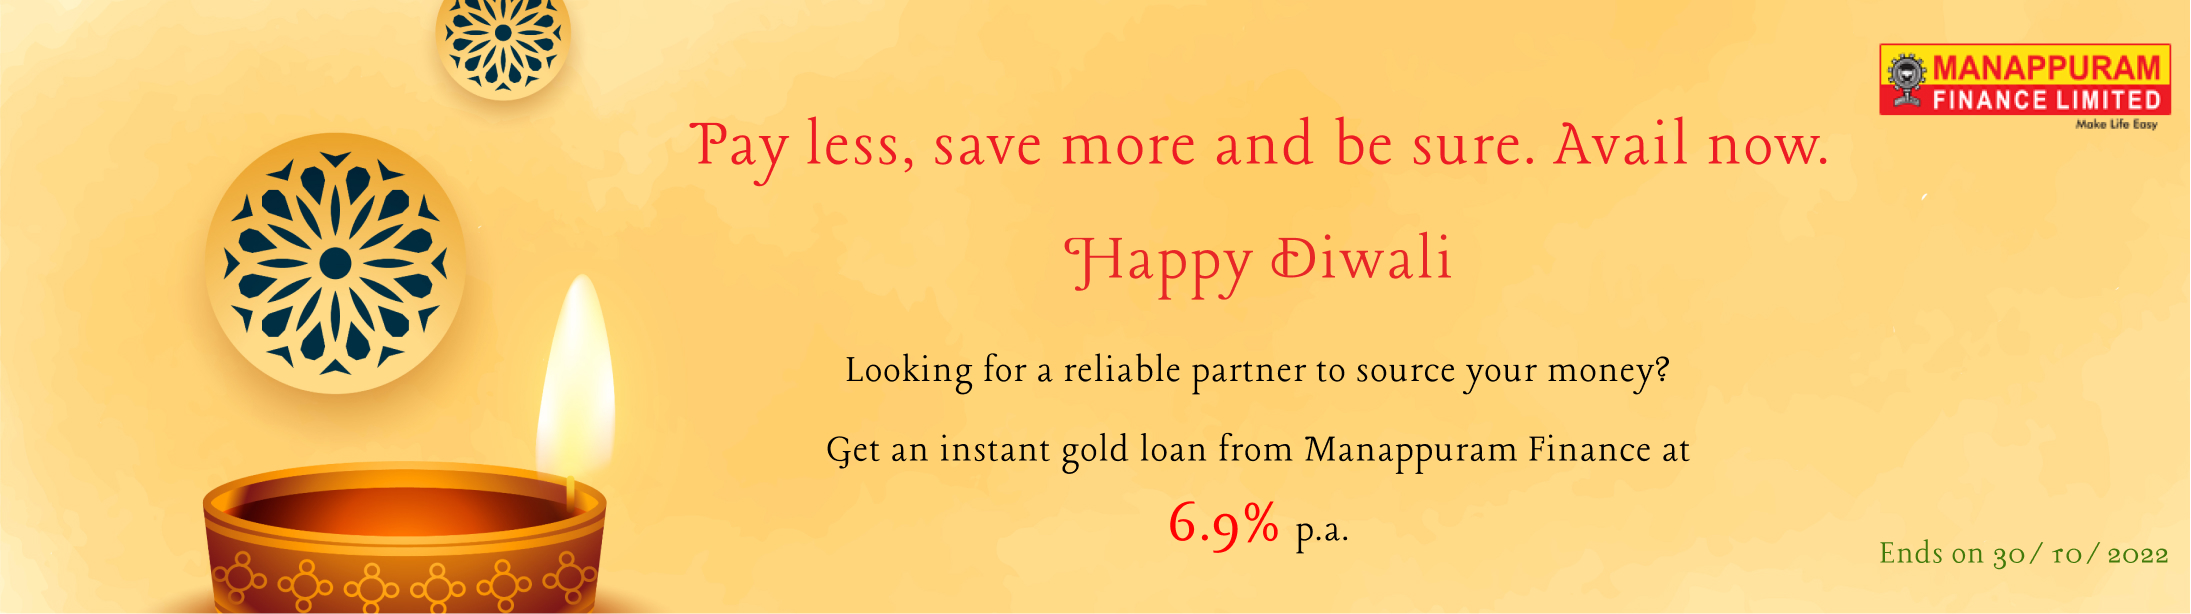 MANAPPURAM
FINANCE LIMITED
Make Life Easy
Pay less, save more and be sure. Avail now.
Happy Diwali
Looking for a reliable partner to source your money?
Get an instant gold loan from Manappuram Finance at
6.9% p.a.
Ends on 30/ 10/ 2022